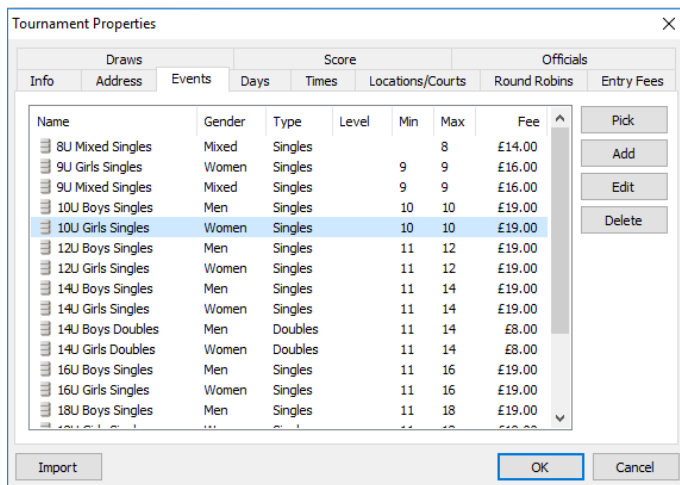 Tournament Properties
Draws Score Officials
Info Address Events Days Times Locations/Courts Round Robins Entry Fees
Name Gender Type Level Min Max Fee
8U Mixed Singles Mixed Singles 8 £14.00
9U Girls Singles Women Singles 9 9 £16.00
9U Mixed Singles Mixed Singles 9 9 £16.00
10U Boys Singles Men Singles 10 10 £19.00
10U Girls Singles Women Singles 10 10 £19.00
12U Boys Singles Men Singles 11 12 £19.00
12U Girls Singles Women Singles 11 12 £19.00
14U Boys Singles Men Singles 11 14 £19.00
14U Girls Singles Women Singles 11 14 £19.00
14U Boys Doubles Men Doubles 11 14 £8.00
14U Girls Doubles Women Doubles 11 14 £8.00
16U Boys Singles Men Singles 11 16 £19.00
16U Girls Singles Women Singles 11 16 £19.00
18U Boys Singles Men Singles 11 18 £19.00
Pick
Add
Edit
Delete
Import OK Cancel